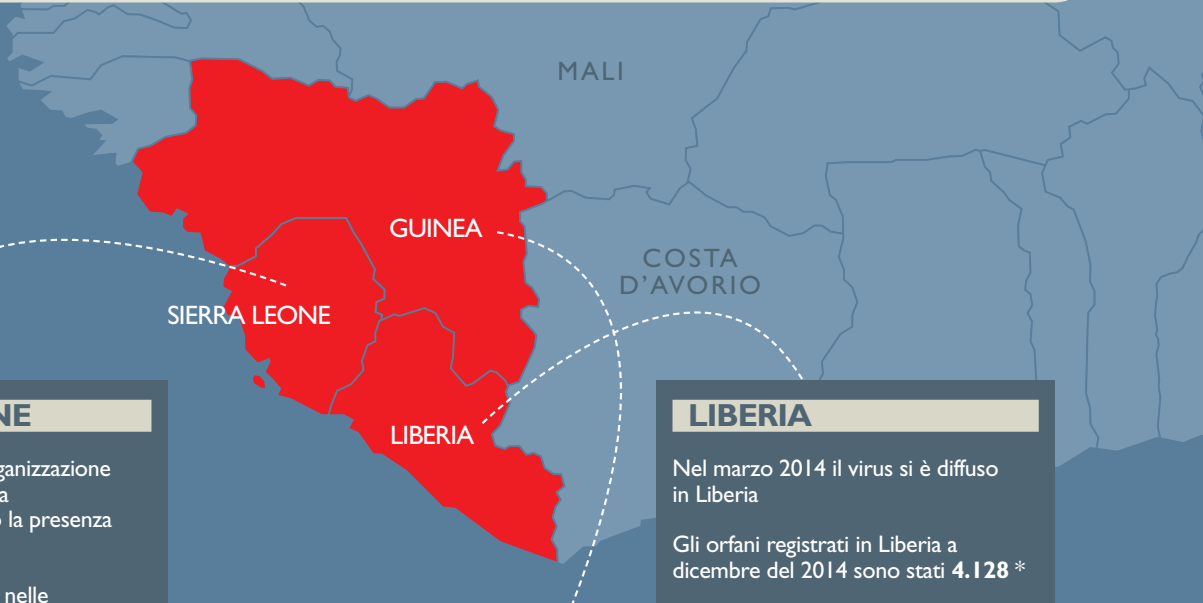 MALI
GUINEA
COSTA
D'AVORIO
SIERRA LEONE
LIBERIA
NE
ganizzazione
a
la presenza
nelle
LIBERIA
Nel marzo 2014 il virus si è diffuso
in Liberia
Gli orfani registrati in Liberia a
dicembre del 2014 sono stati 4.128 *